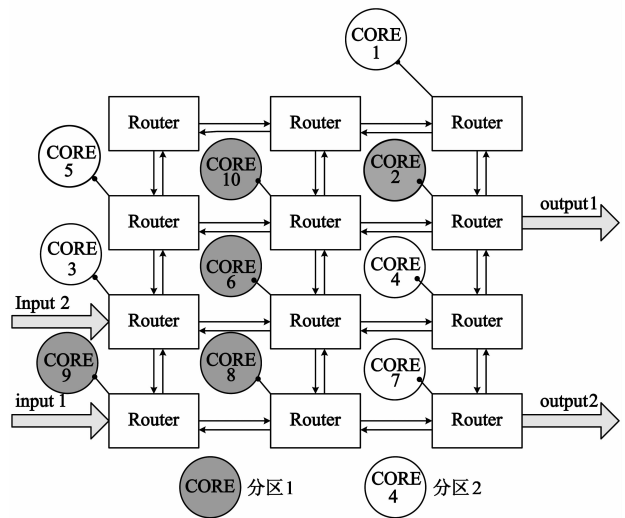 CORE
1
Router Router Router
CORE
5
CORE
10
CORE
2
Router Router Router
output1
CORE
3
CORE
6
CORE
4
Input 2
Router Router Router
CORE
9
CORE
8
CORE
7
input 1
Router Router Router
output2
CORE
分区1
CORE
4
分区2